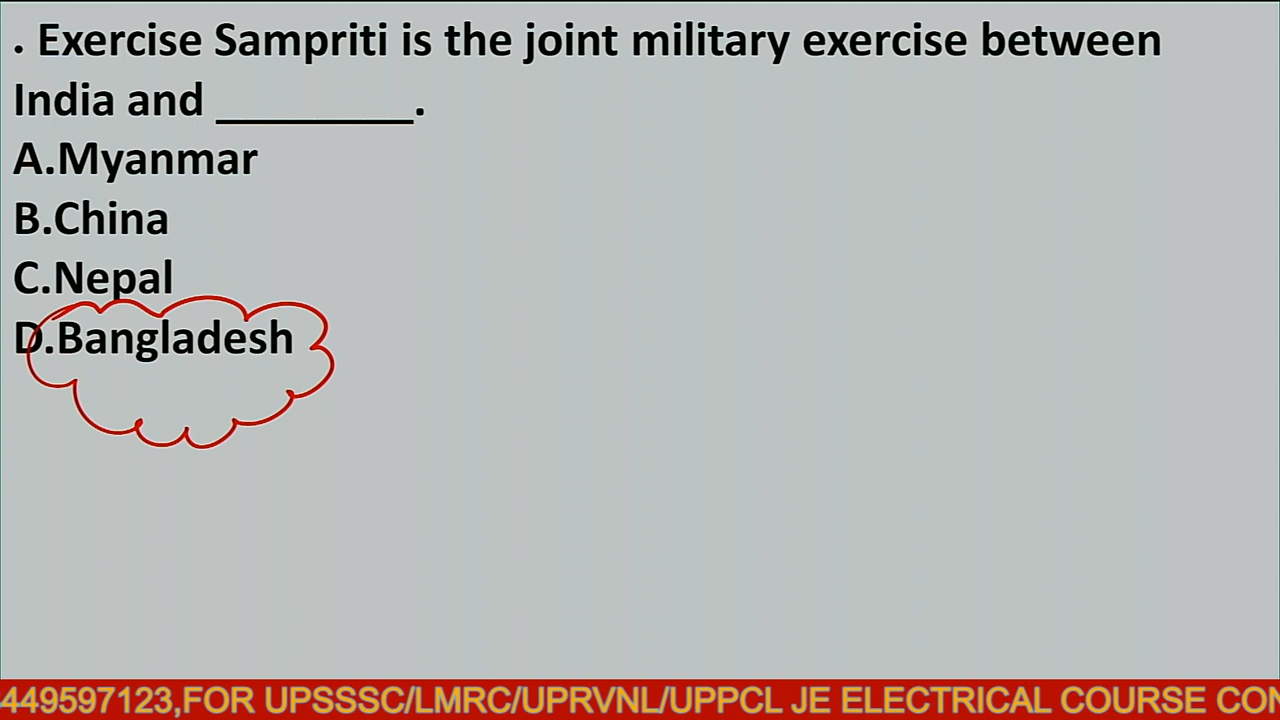 . Exercise Sampriti is the joint military exercise between
India and ________.
A.Myanmar
B.China
C.Nepal
D.Bangladesh
449597123,FOR UPSSSC/LMRC/UPRVNL/UPPCL JE ELECTRICAL COURSE CON